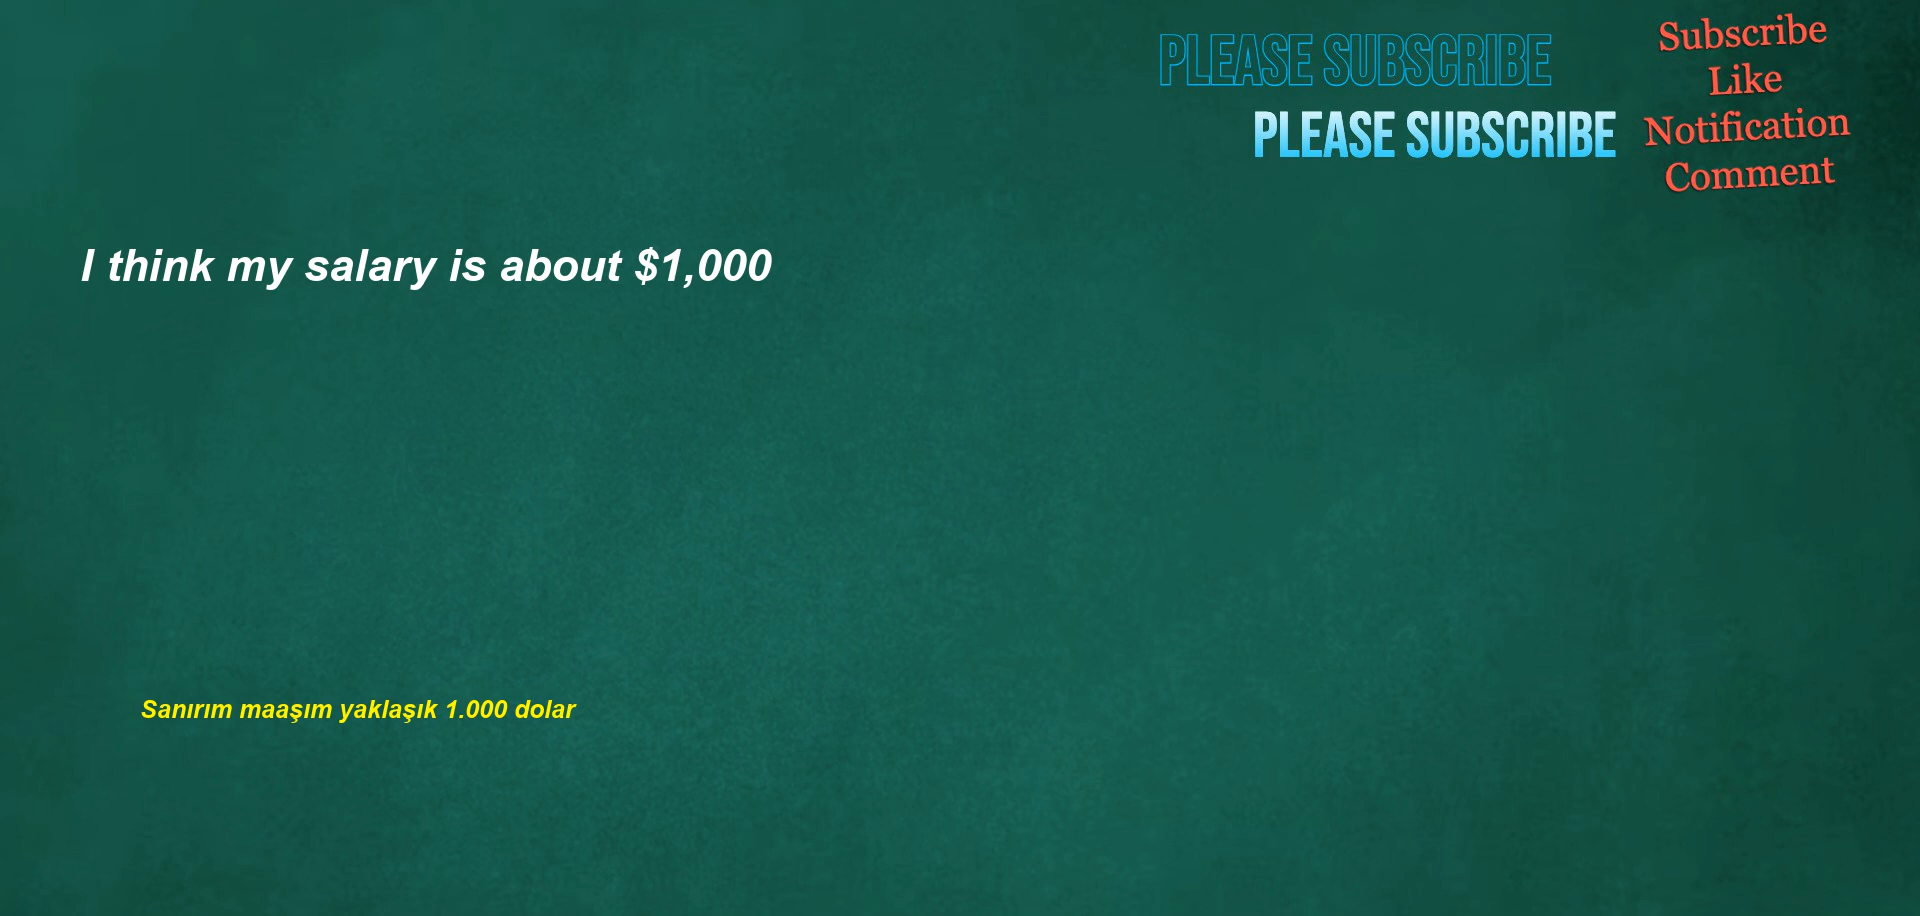 PLEASE SUBSCRIBE
PLEASE SUBSCRIBE
Subscribe
Like
Notification
Comment
I think my salary is about $1,000
Sanırım maaşım yaklaşık 1.000 dolar